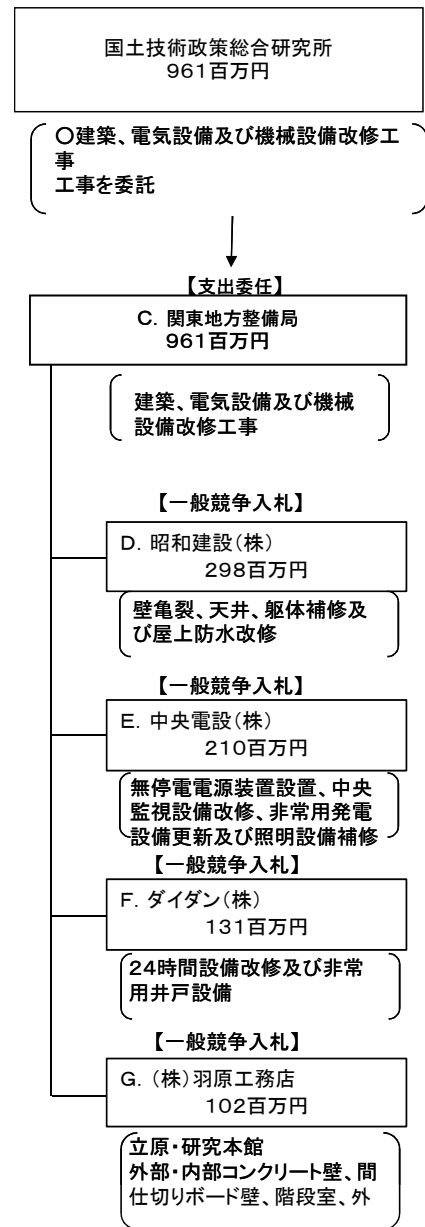 国土技術政策総合研究所
961百万円
〇建築、電気設備及び機械設備改修工
事
工事を委託
【支出委任】
C. 関東地方整備局
961百万円
建築、電気設備及び機械
設備改修工事
【一般競争入札】
D. 昭和建設(株)
298百万円
壁亀裂、天井、躯体補修及
び屋上防水改修
【一般競争入札】
E. 中央電設(株)
210百万円
無停電電源装置設置、中央
監視設備改修、非常用発電
設備更新及び照明設備補修
【一般競争入札】
F. ダイダン(株)
131百万円
24時間設備改修及び非常
用井戸設備
【一般競争入札】
G. (株)羽原工務店
102百万円
立原・研究本館
外部・内部コンクリート壁、間
仕切りボード壁、階段室、外